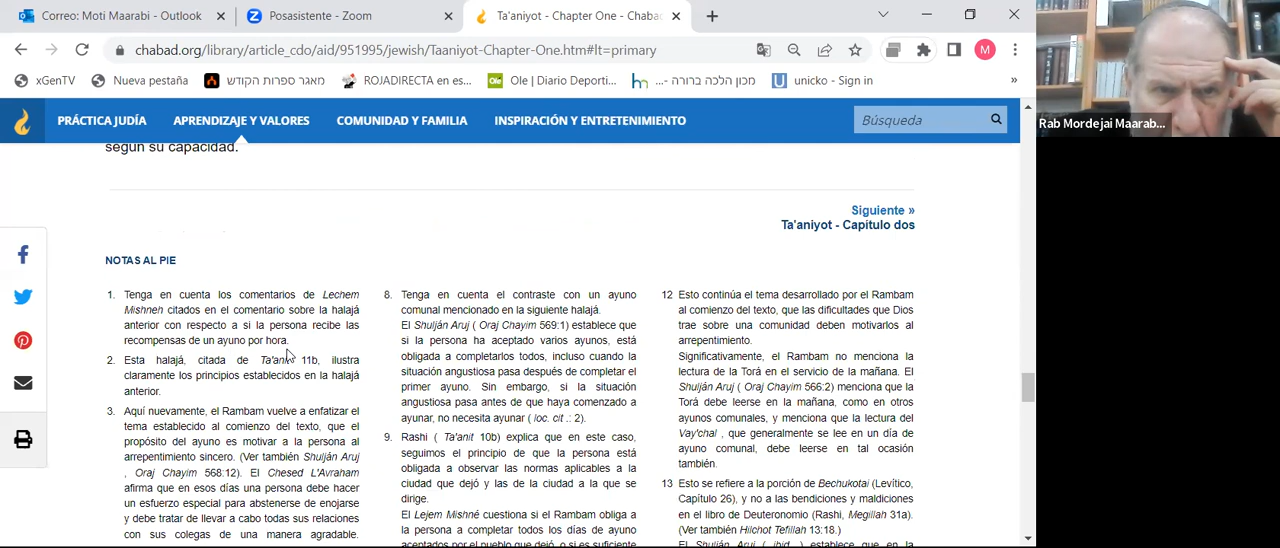 Correo: Moti Maarabi - Outlook
Posasistente - Zoom
Ta'aniyot - Chapter One - Chabad
chabad.org/library/article_cdo/aid/951995/jewish/Taaniyot-Chapter-One.htm#lt=primary
M
xGenTV
Nueva pestaña
מאגר ספרות הקודש
ROJADIRECTA en es...
Ole | Diario Deporti...
מכון הלכה ברורה -...
unicko - Sign in
»
PRÁCTICA JUDÍA
APRENDIZAJE Y VALORES
COMUNIDAD Y FAMILIA
INSPIRACIÓN Y ENTRETENIMIENTO
Búsqueda
Rab Mordejai Maarab...
según su capacidad.
Siguiente »
Ta'aniyot - Capítulo dos
NOTAS AL PIE
1. Tenga en cuenta los comentarios de Lechem
Mishneh citados en el comentario sobre la halajá
anterior con respecto a si la persona recibe las
recompensas de un ayuno por hora.
2. Esta halajá, citada de Ta'anit 11b, ilustra
claramente los principios establecidos en la halajá
anterior.
3. Aquí nuevamente, el Rambam vuelve a enfatizar el
tema establecido al comienzo del texto, que el
propósito del ayuno es motivar a la persona al
arrepentimiento sincero. (Ver también Shulján Aruj
, Oraj Chayim 568:12). El Chesed L'Avraham
afirma que en esos días una persona debe hacer
un esfuerzo especial para abstenerse de enojarse
y debe tratar de llevar a cabo todas sus relaciones
con sus colegas de una manera agradable.
8. Tenga en cuenta el contraste con un ayuno
comunal mencionado en la siguiente halajá.
El Shulján Aruj ( Oraj Chayim 569:1) establece que
si la persona ha aceptado varios ayunos, está
obligada a completarlos todos, incluso cuando la
situación angustiosa pasa después de completar el
primer ayuno. Sin embargo, si la situación
angustiosa pasa antes de que haya comenzado a
ayunar, no necesita ayunar ( loc. cit .: 2).
9. Rashi ( Ta'anit 10b) explica que en este caso,
seguimos el principio de que la persona está
obligada a observar las normas aplicables a la
ciudad que dejó y las de la ciudad a la que se
dirige.
El Lejem Mishné cuestiona si el Rambam obliga a
la persona a completar todos los días de ayuno
aceptados por el pueblo que dejó, o si es suficiente
12 Esto continúa el tema desarrollado por el Rambam
al comienzo del texto, que las dificultades que Dios
trae sobre una comunidad deben motivarlos al
arrepentimiento.
Significativamente, el Rambam no menciona la
lectura de la Torá en el servicio de la mañana. El
Shulján Aruj ( Oraj Chayim 566:2) menciona que la
Torá debe leerse en la mañana, como en otros
ayunos comunales, y menciona que la lectura del
Vay'chal , que generalmente se lee en un día de
ayuno comunal, debe leerse en tal ocasión
también.
13 Esto se refiere a la porción de Bechukotai (Levítico,
Capítulo 26), y no a las bendiciones y maldiciones
en el libro de Deuteronomio (Rashi, Megillah 31a).
(Ver también Hilchot Tefillah 13:18.)
El Shulján Aruj ( ibid. ) establece que en la